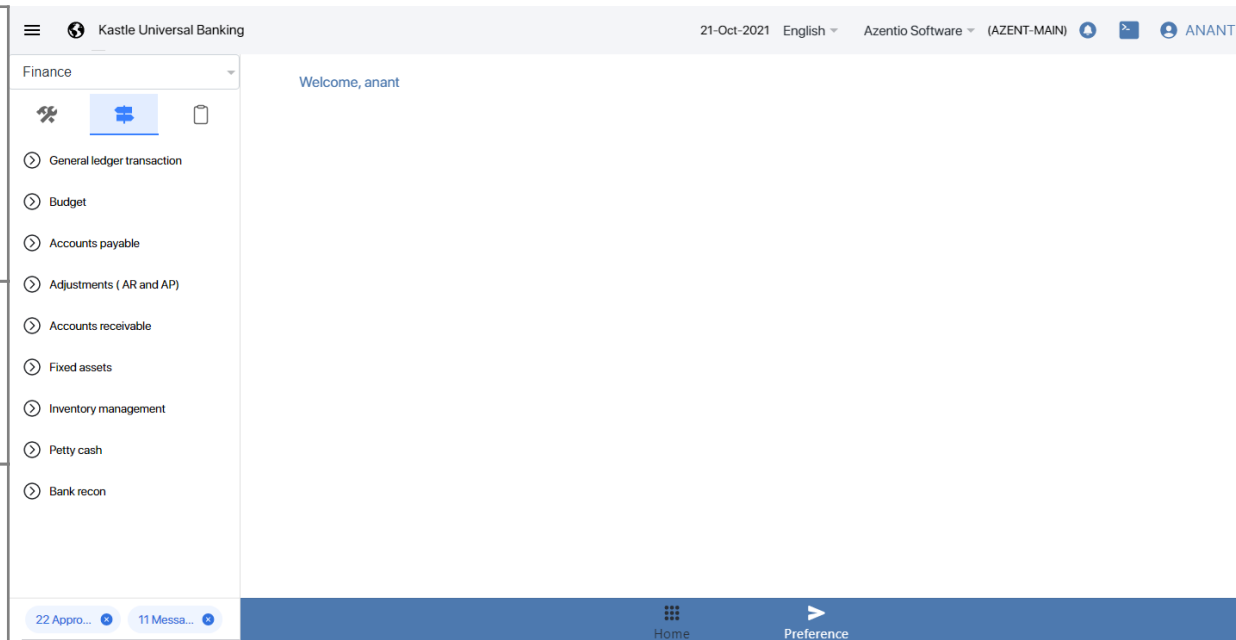 Kastle Universal Banking 21-Oct-2021 English Azentio Software (AZENT-MAIN) ANANT
Finance
Welcome, anant
General ledger transaction
Budget
Accounts payable
Adjustments ( AR and AP)
Accounts receivable
Fixed assets
Inventory management
Petty cash
Bank recon
22 Appro... 11 Messa...
Home Preference